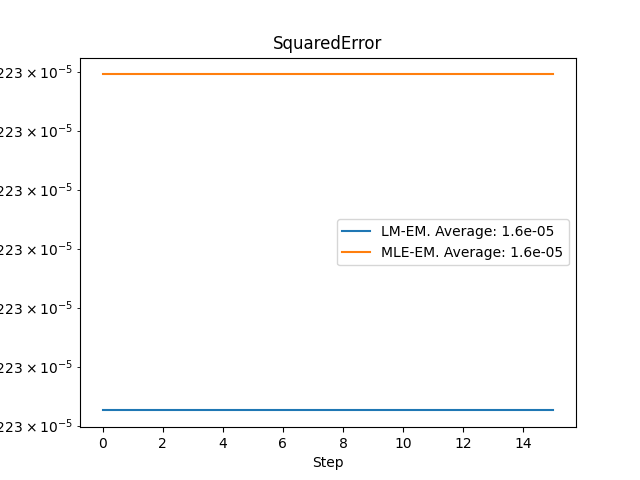 SquaredError
223 × 10⁻⁵
223 × 10⁻⁵
223 × 10⁻⁵
223 × 10⁻⁵
223 × 10⁻⁵
223 × 10⁻⁵
223 × 10⁻⁵
LM-EM. Average: 1.6e-05
MLE-EM. Average: 1.6e-05
0 2 4 6 8 10 12 14
Step